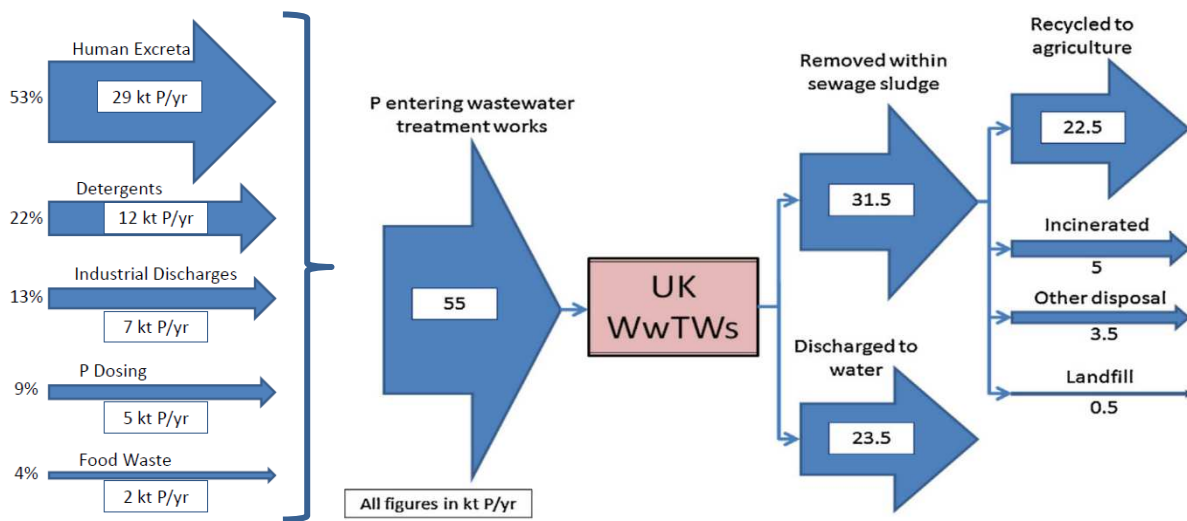 Human Excreta
53%
29 kt P/yr
Detergents
22%
12 kt P/yr
Industrial Discharges
13%
7 kt P/yr
P Dosing
9%
5 kt P/yr
Food Waste
4%
2 kt P/yr
P entering wastewater
treatment works
55
All figures in kt P/yr
UK
WwTWs
Removed within
sewage sludge
31.5
Discharged to
water
23.5
Recycled to
agriculture
22.5
Incinerated
5
Other disposal
3.5
Landfill
0.5